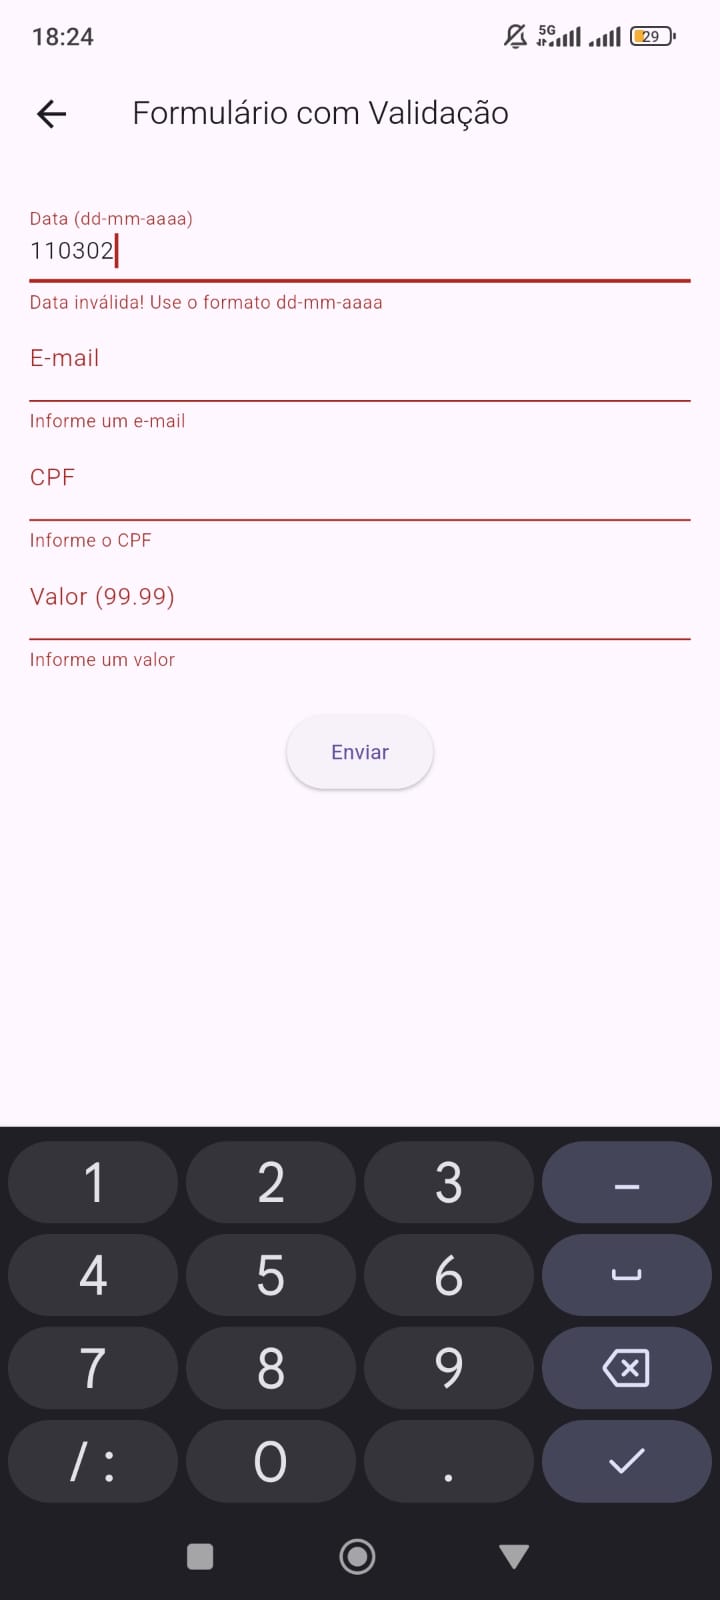 18:24
5G
29
Formulário com Validação
Data (dd-mm-aaaa)
110302
Data inválida! Use o formato dd-mm-aaaa
E-mail
Informe um e-mail
CPF
Informe o CPF
Valor (99.99)
Informe um valor
Enviar
1 2 3 –
4 5 6
7 8 9
/ : 0 .